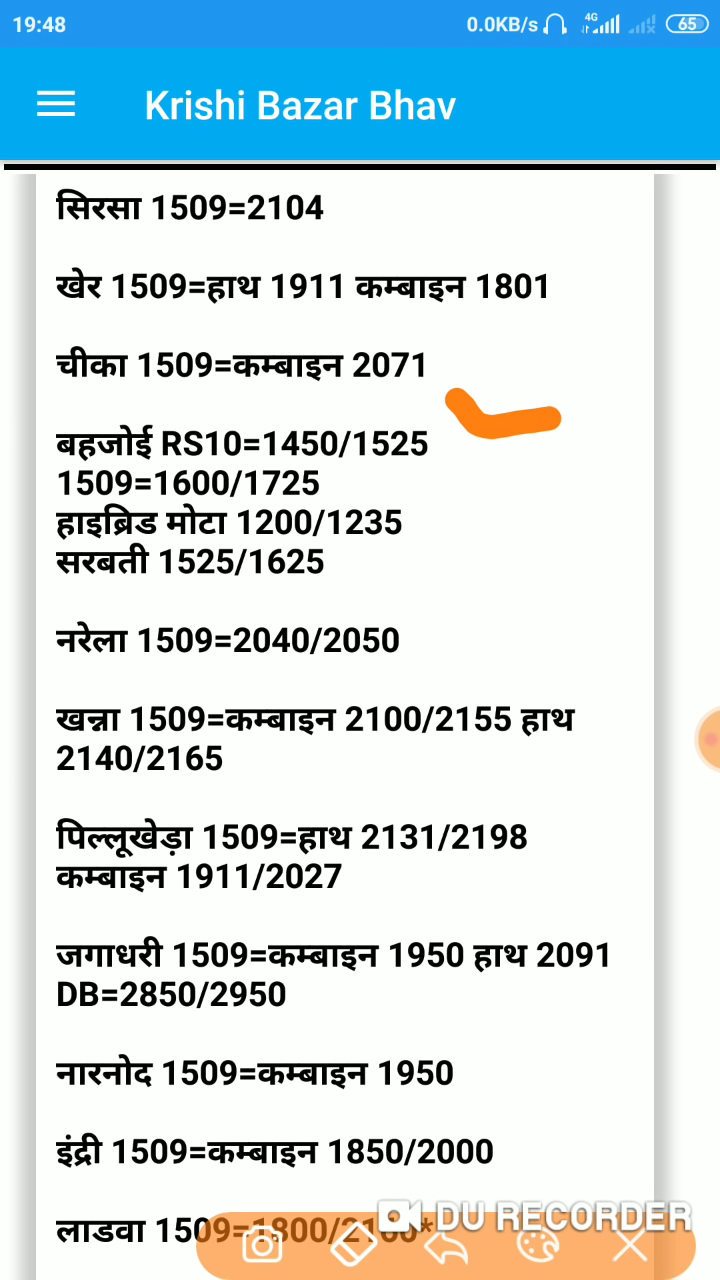 19:48
0.0KB/s 4G 65
Krishi Bazar Bhav
सिरसा 1509=2104
खेर 1509=हाथ 1911 कम्बाइन 1801
चीका 1509=कम्बाइन 2071
बहजोई RS10=1450/1525
1509=1600/1725
हाइब्रिड मोटा 1200/1235
सरबती 1525/1625
नरेला 1509=2040/2050
खन्ना 1509=कम्बाइन 2100/2155 हाथ
2140/2165
पिल्लूखेड़ा 1509=हाथ 2131/2198
कम्बाइन 1911/2027
जगाधरी 1509=कम्बाइन 1950 हाथ 2091
DB=2850/2950
नारनोद 1509=कम्बाइन 1950
इंद्री 1509=कम्बाइन 1850/2000
लाडवा
DU RECORDER